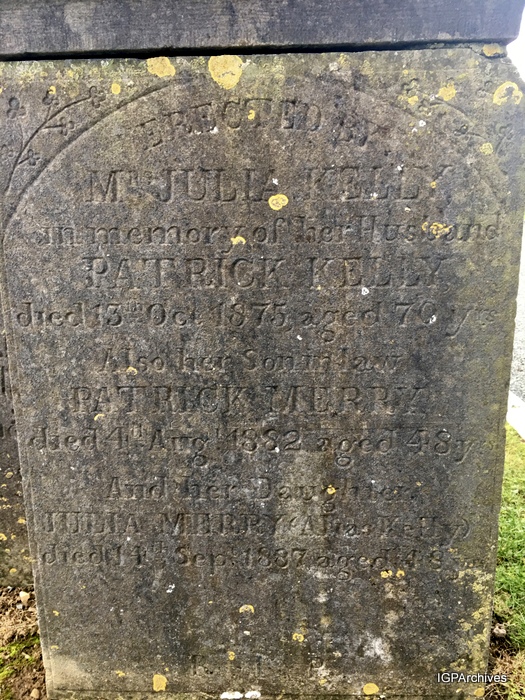 ERECTED BY
Mrs JULIA KELLY
in memory of her Husband
PATRICK KELLY
died 13th Oct 1875, aged 70 yrs
Also her Son in law
PATRICK MERRY
died 4th Augt 1882 aged 48 y
And her Daughter,
JULIA MERRY (Alias Kelly)
died 14th Sept 1887 aged 48
IGPArchives